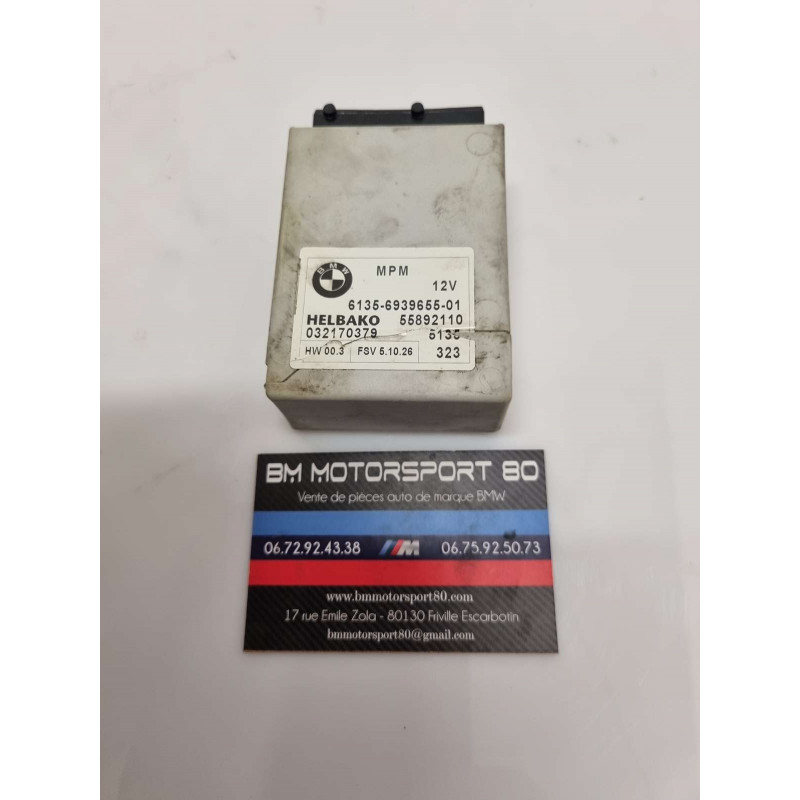 BMW
MPM
12V
6135-6939655-01
HELBAKO 55892110
032170379 5135
HW 00.3 FSV 5.10.26 323
BM MOTORSPORT 80
Vente de pièces auto de marque BMW
06.72.92.43.38 M 06.75.92.50.73
www.bmmotorsport80.com
17 rue Emile Zola - 80130 Friville Escarbotin
bmmotorsport80@gmail.com